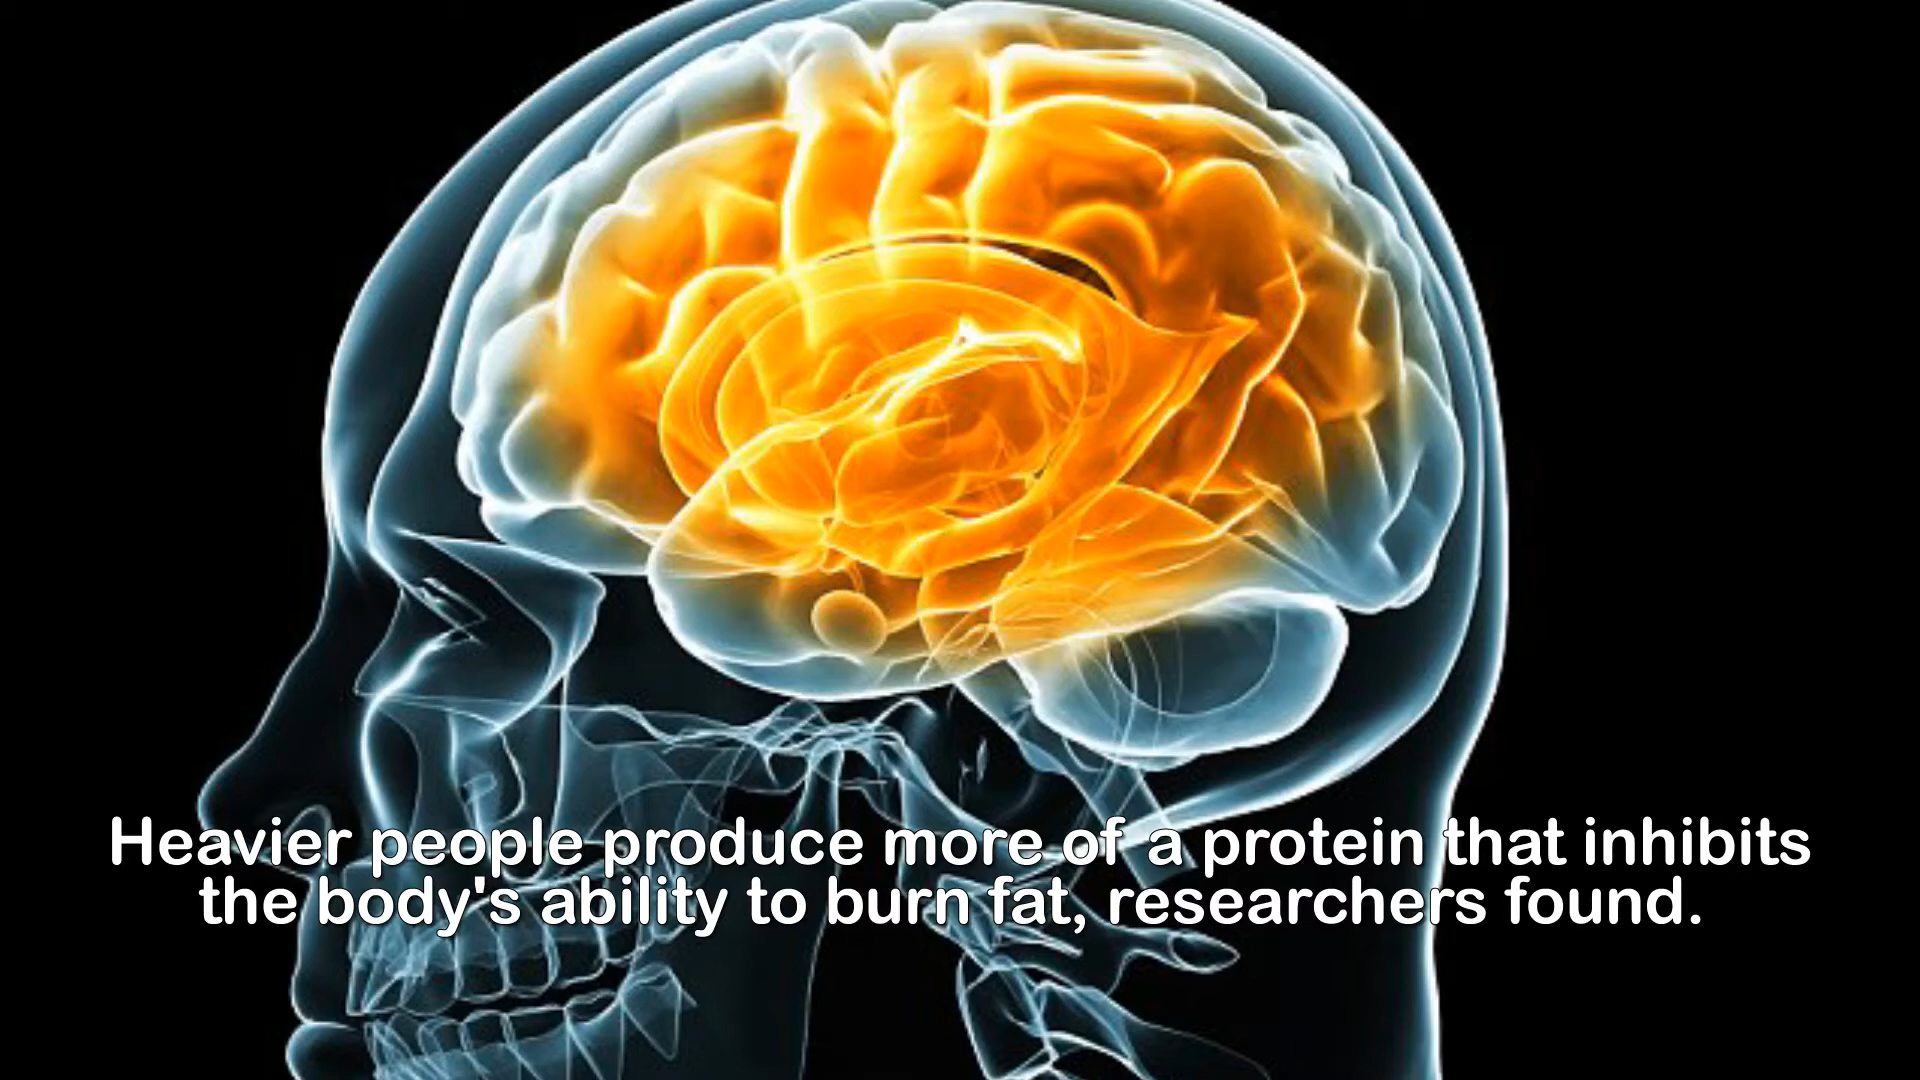 Heavier people produce more of a protein that inhibits
the body's ability to burn fat, researchers found.